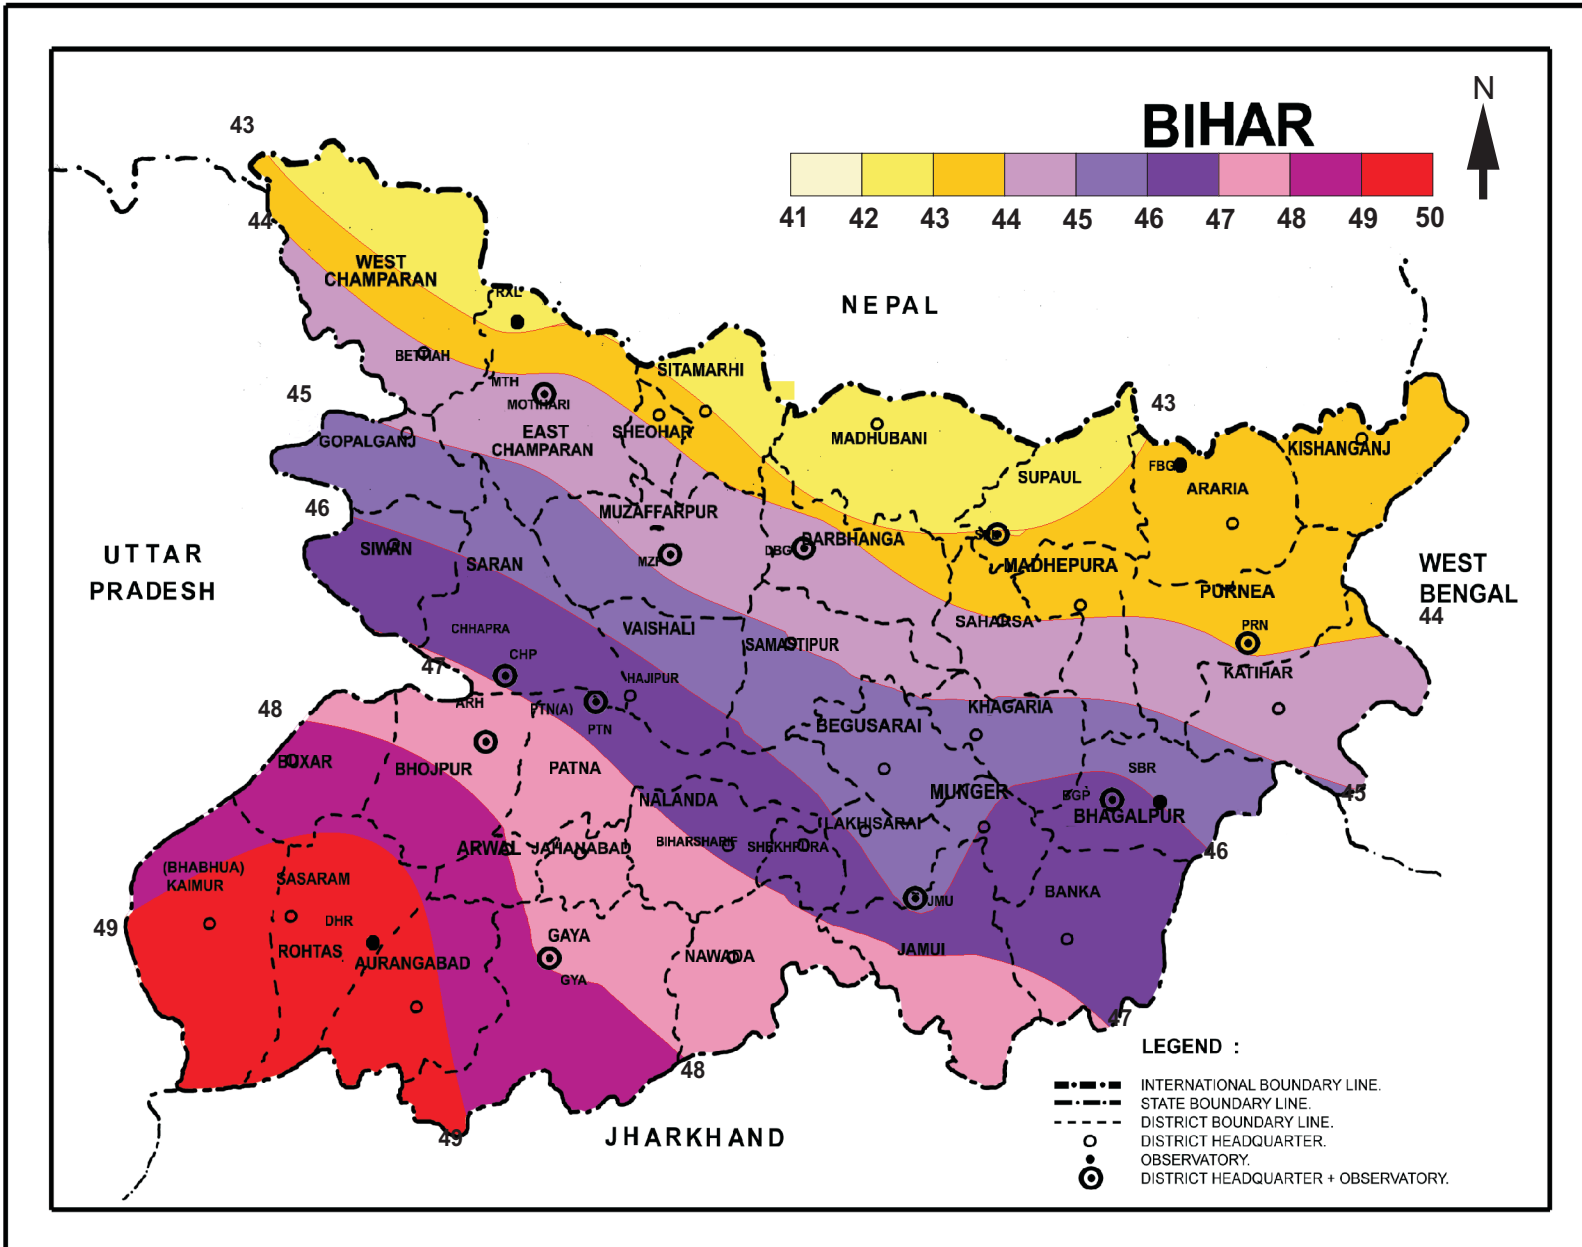 N
BIHAR
41 42 43 44 45 46 47 48 49 50
43
44
WEST
CHAMPARAN
RXL
NEPAL
BETTIAH
MTH
MOTIHARI
SITAMARHI
45
43
GOPALGANJ
EAST
CHAMPARAN
SHEOHAR
MADHUBANI
KISHANGANJ
FBG
SUPAUL
ARARIA
46
MUZAFFARPUR
SIWAN
UTTAR
PRADESH
SARAN
MZF
DBG
DARBHANGA
MADHEPURA
WEST
BENGAL
PURNEA
44
CHHAPRA
VAISHALI
SAMASTIPUR
SAHARSA
PRN
CHP
47
KATIHAR
HAJIPUR
ARH
PTN(A)
PTN
48
BEGUSARAI
KHAGARIA
BUXAR
BHOJPUR
PATNA
SBR
NALANDA
MUNGER
BGP
BHAGALPUR
45
LAKHISARAI
ARWAL
JAHANABAD
BIHARSHARIF
SHEKHPURA
46
(BHABHUA)
KAIMUR
SASARAM
BANKA
JMU
49
DHR
ROHTAS
AURANGABAD
GAYA
GYA
NAWADA
JAMUI
47
48
49
JHARKHAND
LEGEND :
INTERNATIONAL BOUNDARY LINE.
STATE BOUNDARY LINE.
DISTRICT BOUNDARY LINE.
DISTRICT HEADQUARTER.
OBSERVATORY.
DISTRICT HEADQUARTER + OBSERVATORY.